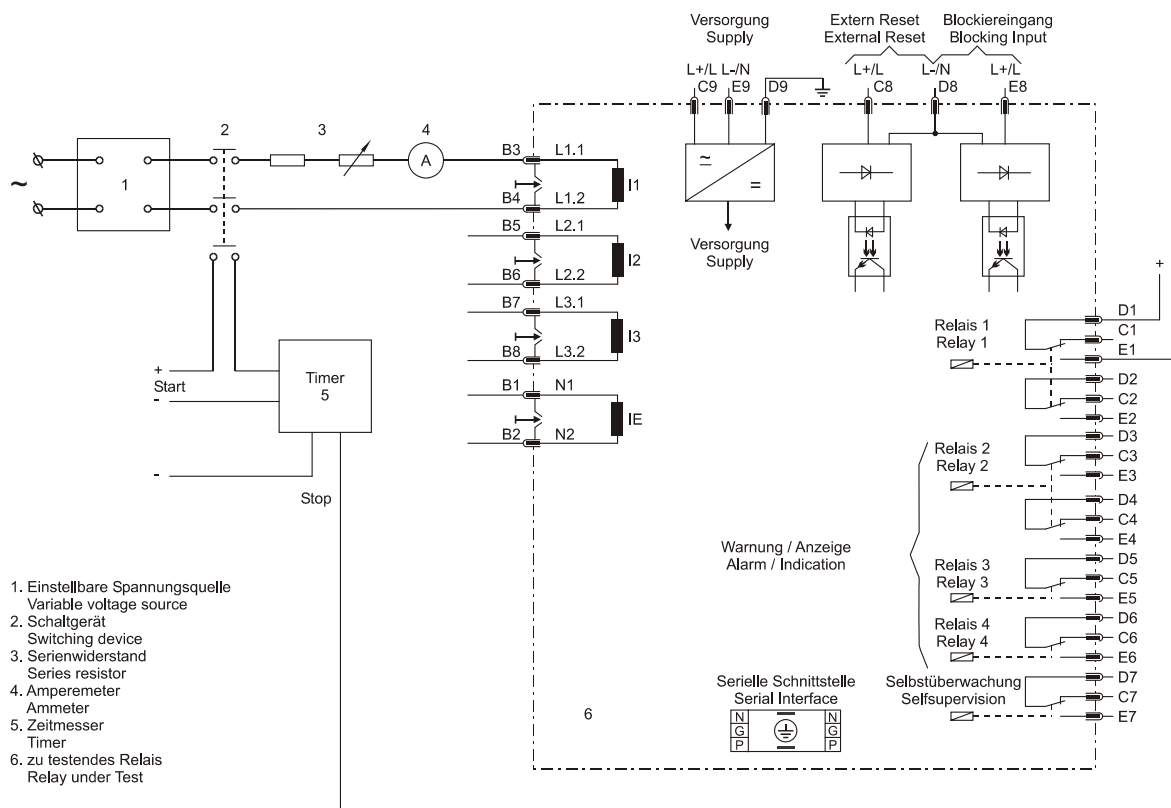 Versorgung
Supply
Extern Reset
External Reset
Blockiereingang
Blocking Input
L+/L
C9
L-/N
E9
D9
L+/L
C8
L-/N
D8
L+/L
E8
1
2
3
4
A
~
~
=
Versorgung
Supply
B3 L1.1
I1
B4 L1.2
B5 L2.1
I2
B6 L2.2
B7 L3.1
I3
B8 L3.2
B1 N1
IE
B2 N2
+
Start
-
-
Timer
5
Stop
+
Relais 1
Relay 1
D1
C1
E1
D2
C2
E2
Relais 2
Relay 2
D3
C3
E3
D4
C4
E4
Warnung / Anzeige
Alarm / Indication
Relais 3
Relay 3
D5
C5
E5
Relais 4
Relay 4
D6
C6
E6
Selbstüberwachung
Selfsupervision
D7
C7
E7
Serielle Schnittstelle
Serial Interface
N
G
P
N
G
P
6
1. Einstellbare Spannungsquelle
Variable voltage source
2. Schaltgerät
Switching device
3. Serienwiderstand
Series resistor
4. Amperemeter
Ammeter
5. Zeitmesser
Timer
6. zu testendes Relais
Relay under Test